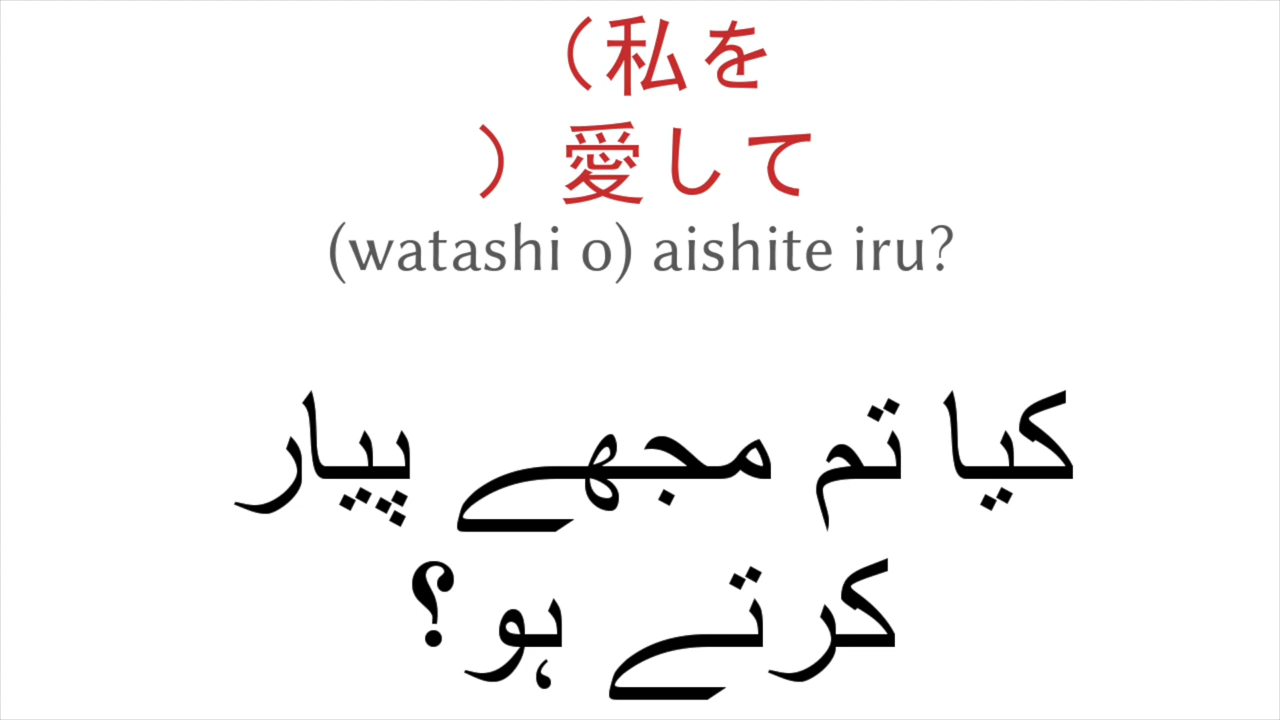 （私を
）愛して
(watashi o) aishite iru?
کیا تم مجھے پیار
کرتے ہو؟